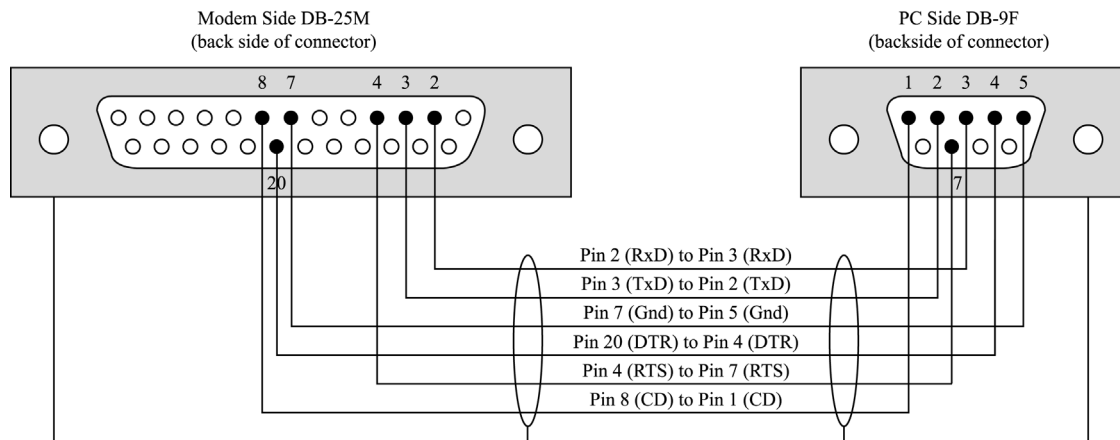 Modem Side DB-25M
(back side of connector)
PC Side DB-9F
(backside of connector)
8 7 4 3 2
1 2 3 4 5
20
7
Pin 2 (RxD) to Pin 3 (RxD)
Pin 3 (TxD) to Pin 2 (TxD)
Pin 7 (Gnd) to Pin 5 (Gnd)
Pin 20 (DTR) to Pin 4 (DTR)
Pin 4 (RTS) to Pin 7 (RTS)
Pin 8 (CD) to Pin 1 (CD)